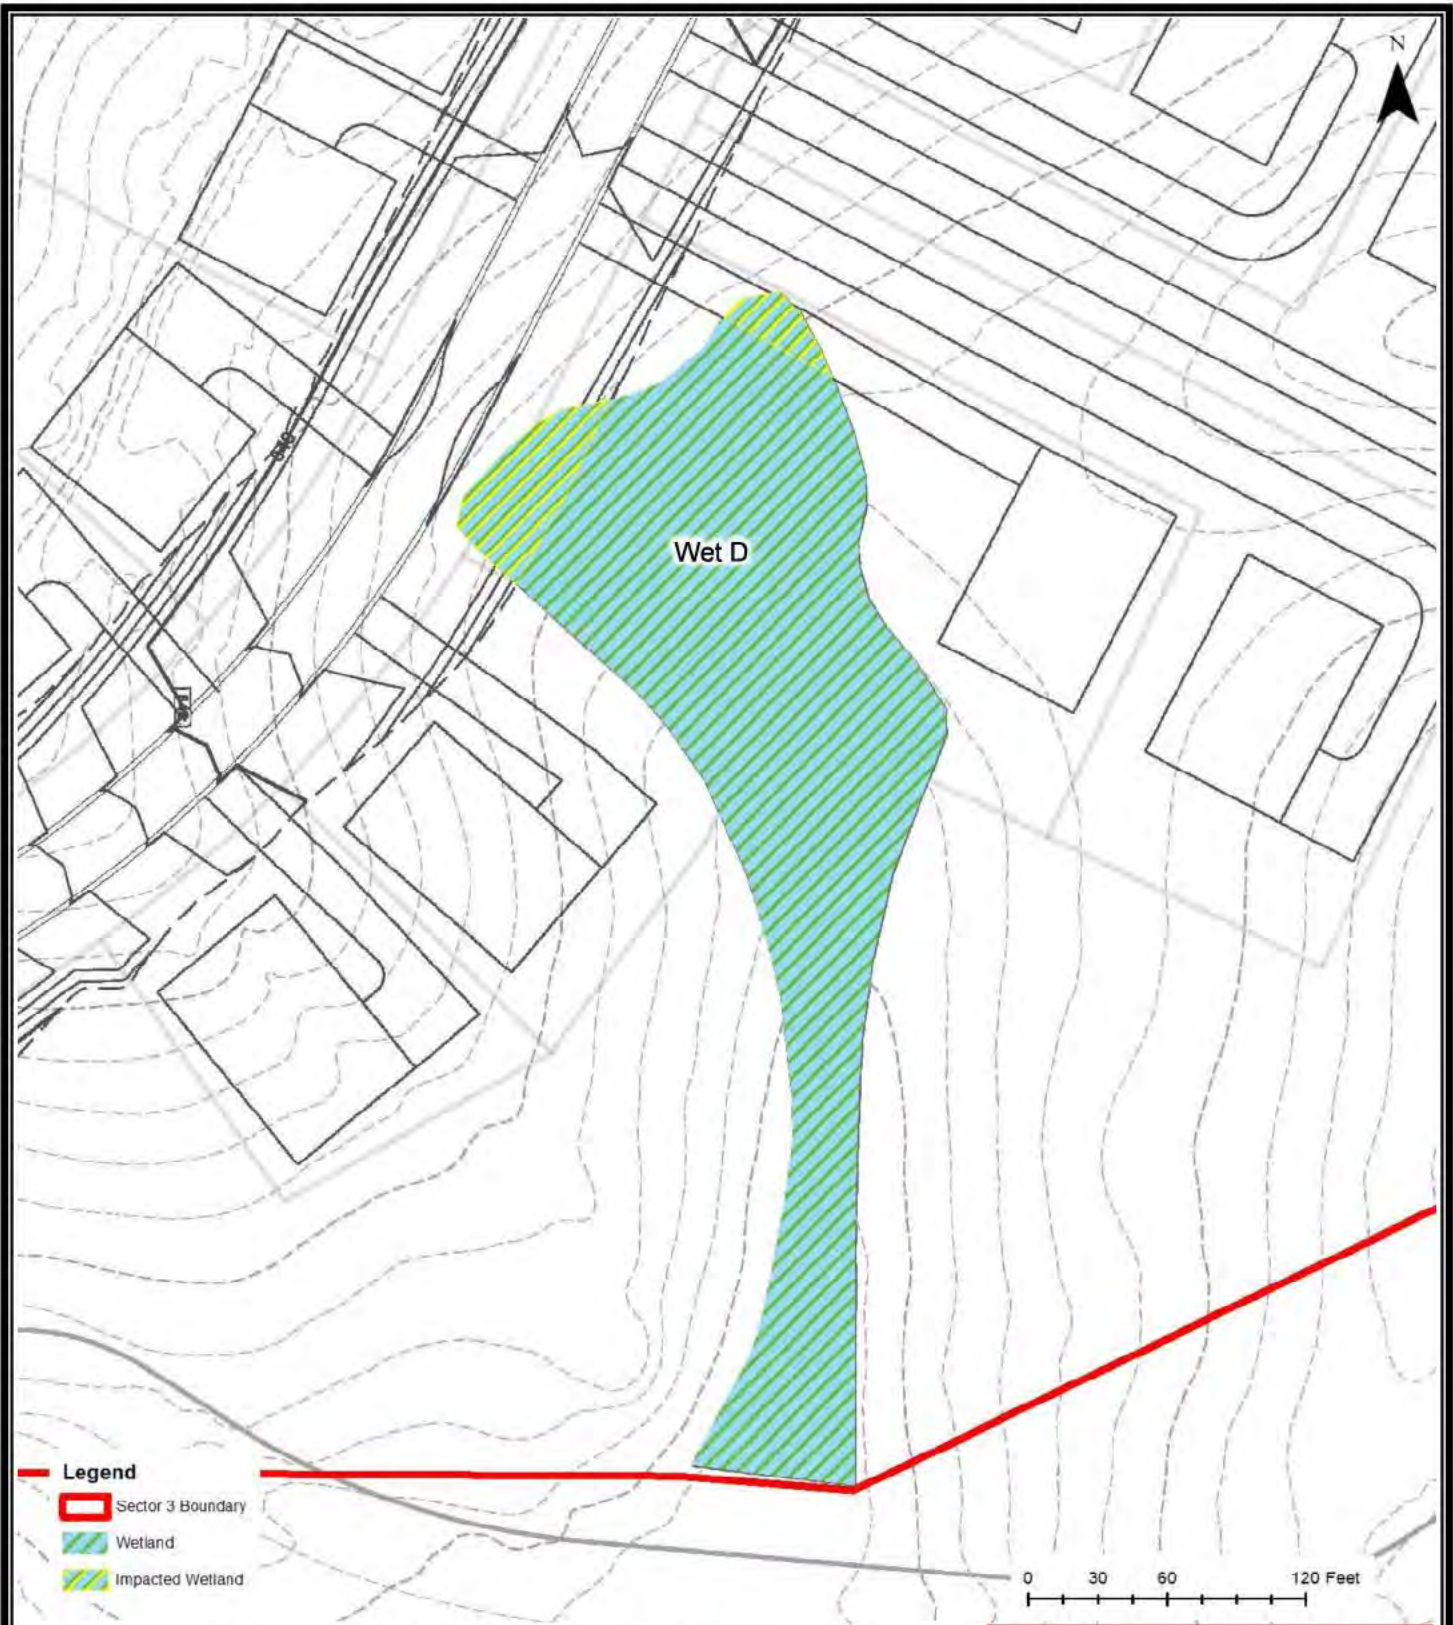 N
Wet D
Legend
Sector 3 Boundary
Wetland
Impacted Wetland
0 30 60 120 Feet